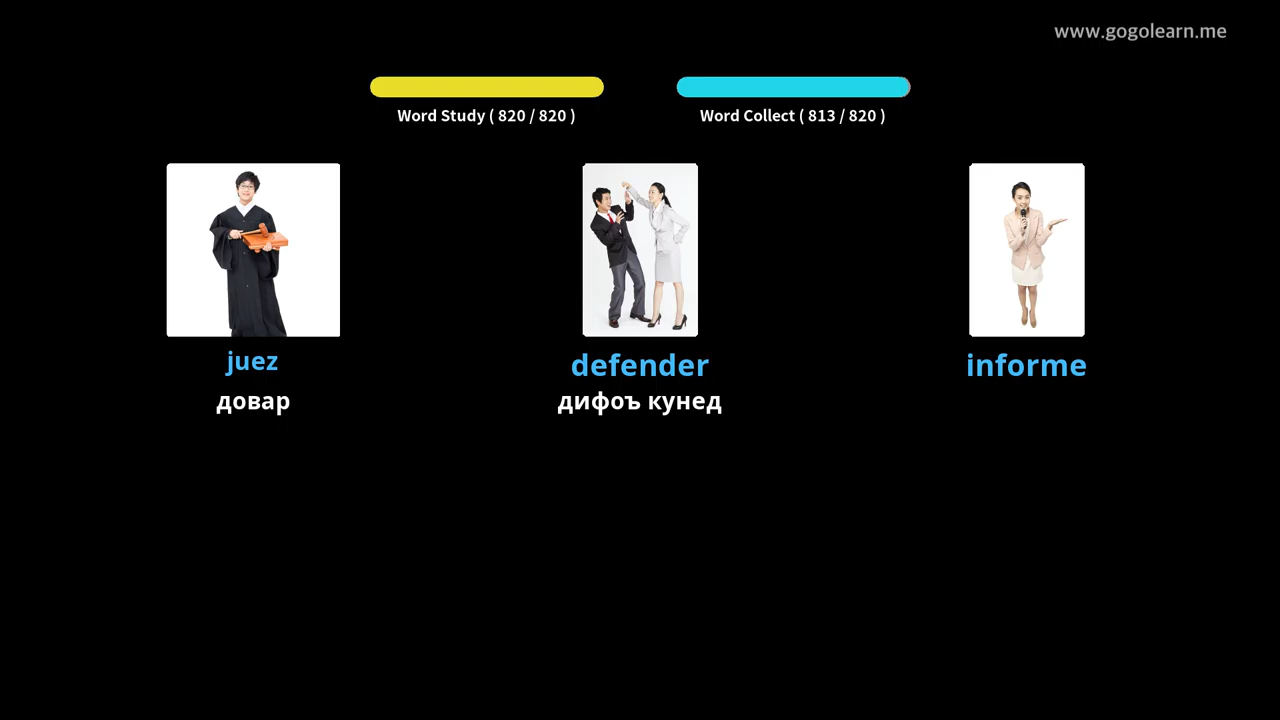 www.gogolearn.me
Word Study ( 820 / 820 )
Word Collect ( 813 / 820 )
juez
defender
informe
довар
дифоъ кунед